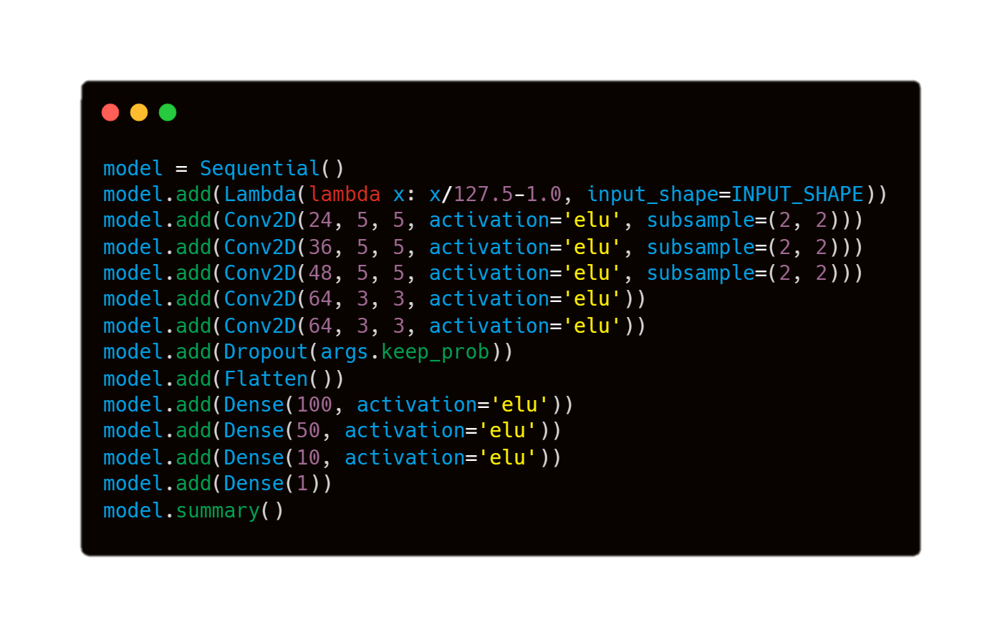 model = Sequential()
model.add(Lambda(lambda x: x/127.5-1.0, input_shape=INPUT_SHAPE))
model.add(Conv2D(24, 5, 5, activation='elu', subsample=(2, 2)))
model.add(Conv2D(36, 5, 5, activation='elu', subsample=(2, 2)))
model.add(Conv2D(48, 5, 5, activation='elu', subsample=(2, 2)))
model.add(Conv2D(64, 3, 3, activation='elu'))
model.add(Conv2D(64, 3, 3, activation='elu'))
model.add(Dropout(args.keep_prob))
model.add(Flatten())
model.add(Dense(100, activation='elu'))
model.add(Dense(50, activation='elu'))
model.add(Dense(10, activation='elu'))
model.add(Dense(1))
model.summary()